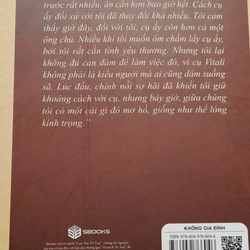 trước rất nhiều, ân cần hơn bao giờ hết. Cách cụ
ấy đối xử với tôi đã thay đổi khá nhiều. Tôi cảm
thấy giờ đây, đối với tôi, cụ ấy còn hơn cả một
ông chủ. Nhiều khi tôi muốn ôm chầm lấy cụ ấy,
bởi tôi rất cần tình yêu thương. Nhưng tôi lại
không đủ can đảm để làm việc đó, vì cụ Vitali
không phải là kiểu người mà ai cũng dám suồng
sã. Lúc đầu, chính nỗi sợ hãi đã khiến tôi giữ
khoảng cách với cụ, nhưng bây giờ, giữa chúng
tôi có một cái gì đó mơ hồ, giống như thể lòng
kính trọng."
SBOOKS
KHÔNG GIA ĐÌNH